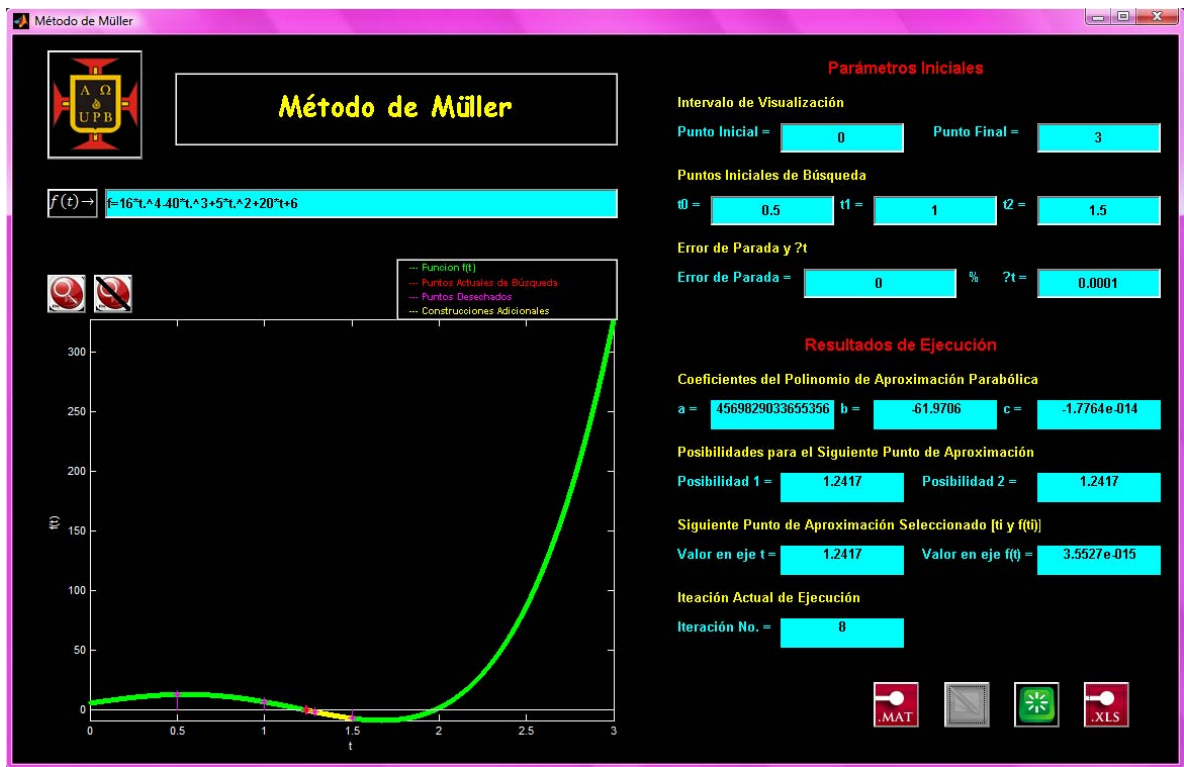 Método de Müller
Α Ω
UPB
Método de Müller
f(t)→
f=16*t.^4-40*t.^3+5*t.^2+20*t+6
--- Funcion f(t)
--- Puntos Actuales de Búsqueda
--- Puntos Desechados
--- Construcciones Adicionales
300
250
200
150
100
50
0
f(t)
0 0.5 1 1.5 2 2.5 3
t
Parámetros Iniciales
Intervalo de Visualización
Punto Inicial = 0 Punto Final = 3
Puntos Iniciales de Búsqueda
t0 = 0.5 t1 = 1 t2 = 1.5
Error de Parada y ?t
Error de Parada = 0 % ?t = 0.0001
Resultados de Ejecución
Coeficientes del Polinomio de Aproximación Parabólica
a = 4569829033655356 b = -61.9706 c = -1.7764e-014
Posibilidades para el Siguiente Punto de Aproximación
Posibilidad 1 = 1.2417 Posibilidad 2 = 1.2417
Siguiente Punto de Aproximación Seleccionado [ti y f(ti)]
Valor en eje t = 1.2417 Valor en eje f(t) = 3.5527e-015
Iteación Actual de Ejecución
Iteración No. = 8
.MAT
.XLS